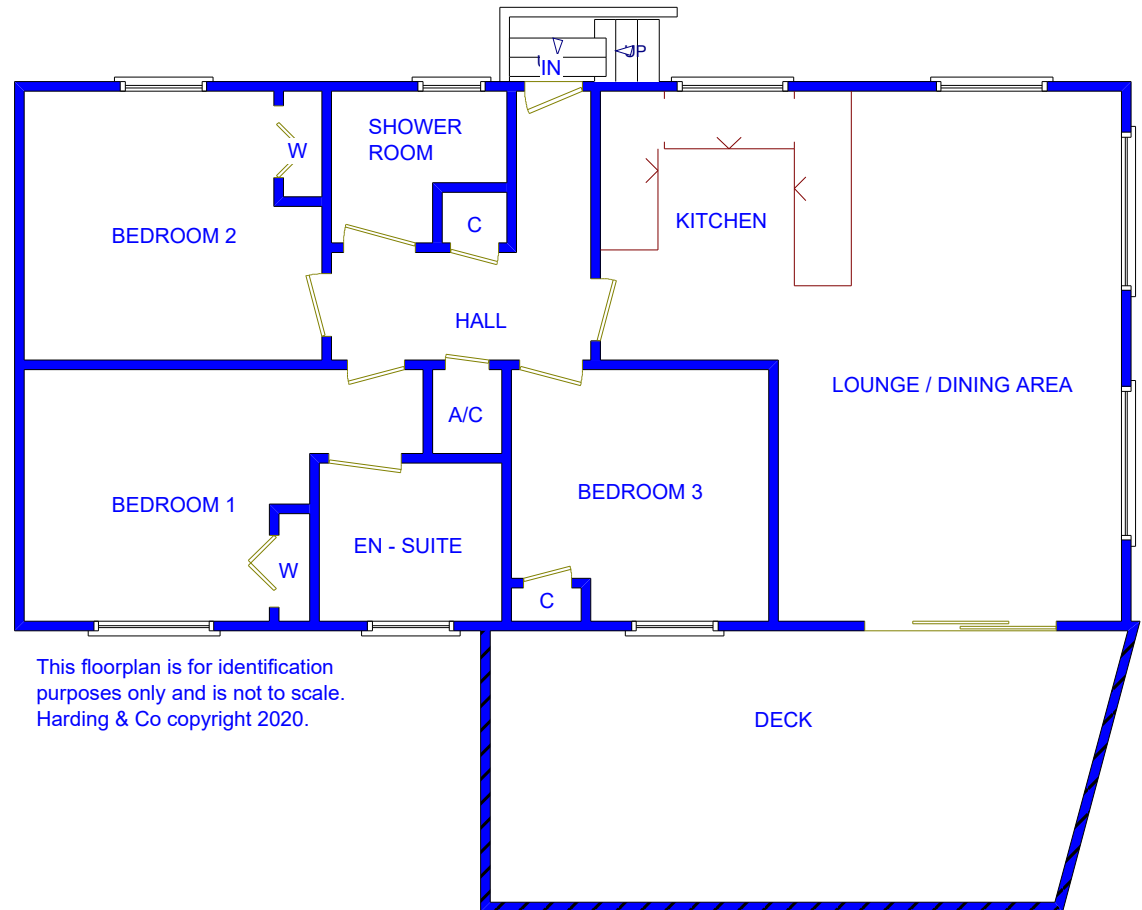 UP
IN
SHOWER
ROOM
W
BEDROOM 2
C
KITCHEN
HALL
LOUNGE / DINING AREA
A/C
BEDROOM 1
BEDROOM 3
EN - SUITE
W
C
This floorplan is for identification
purposes only and is not to scale.
Harding & Co copyright 2020.
DECK